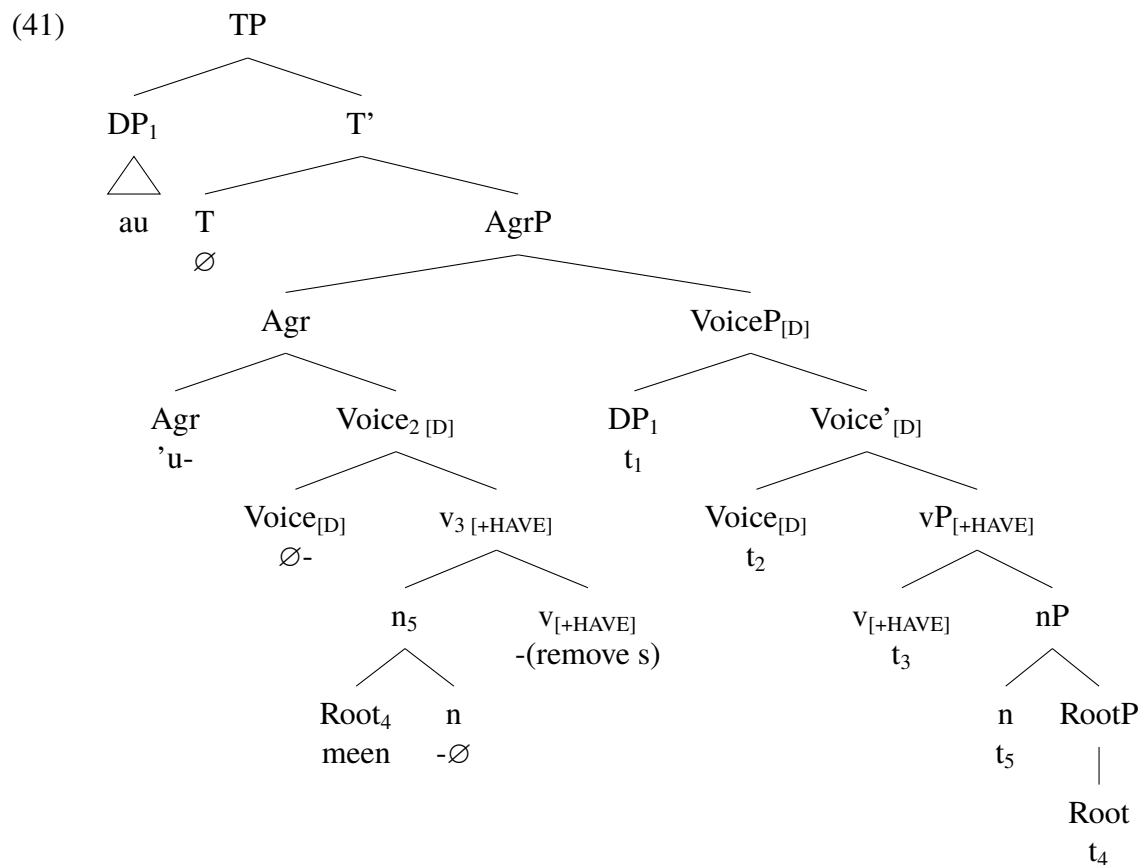 (41) TP
DP₁ T'
au T AgrP
∅
Agr VoiceP[D]
Agr Voice₂ [D] DP₁ Voice'[D]
'u- t₁
Voice[D] v₃ [+HAVE] Voice[D] vP[+HAVE]
∅- t₂
n₅ v[+HAVE] v[+HAVE] nP
-(remove s) t₃
Root₄ n n RootP
meen -∅ t₅
Root
t₄